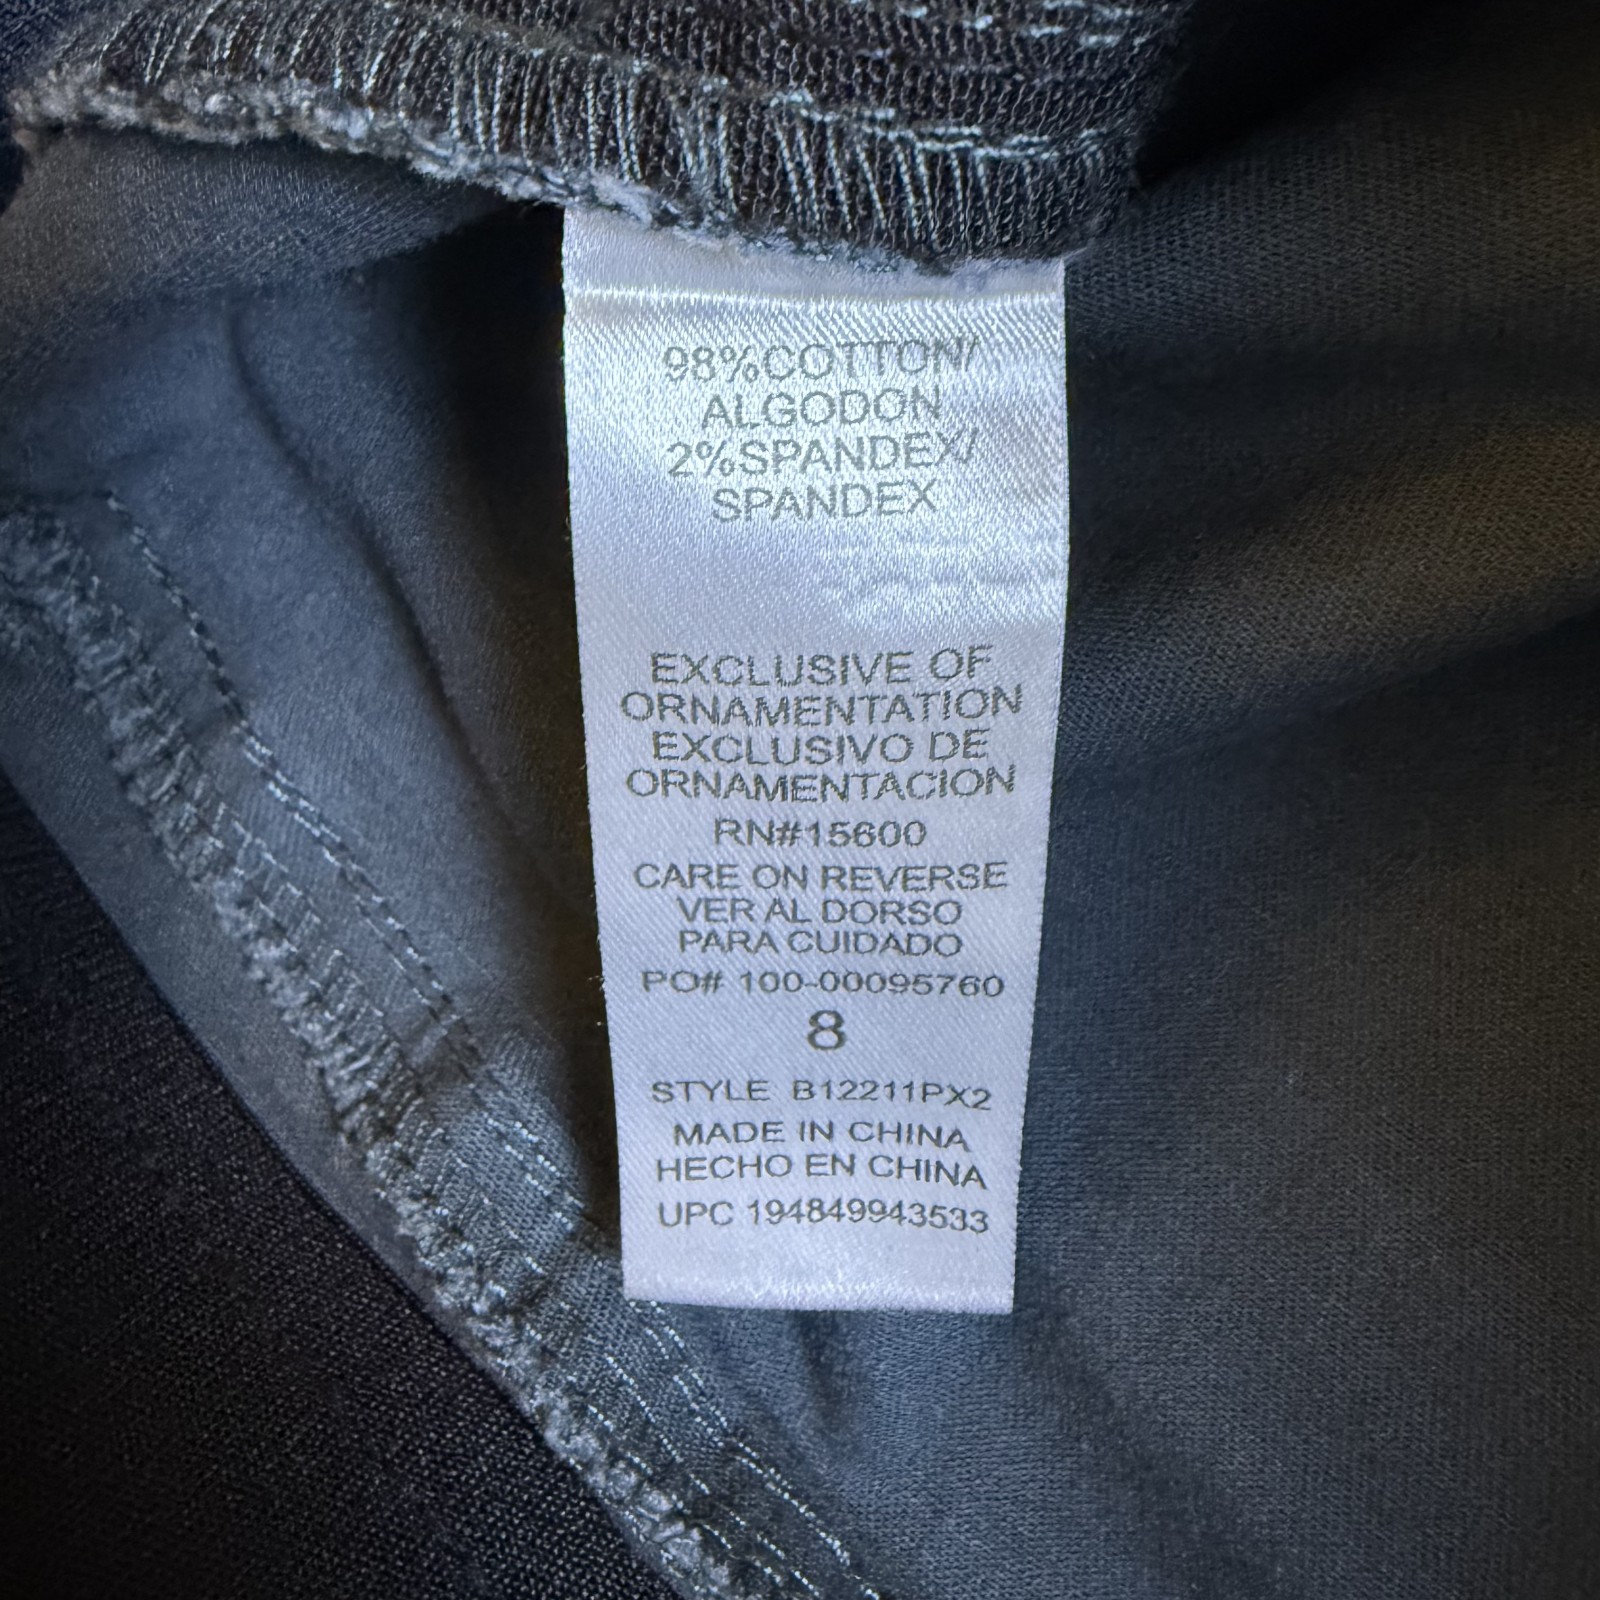 98%COTTON/
ALGODON
2%SPANDEX/
SPANDEX
EXCLUSIVE OF
ORNAMENTATION
EXCLUSIVO DE
ORNAMENTACION
RN#15600
CARE ON REVERSE
VER AL DORSO
PARA CUIDADO
PO# 100-00095760
8
STYLE B12211PX2
MADE IN CHINA
HECHO EN CHINA
UPC 194849943533